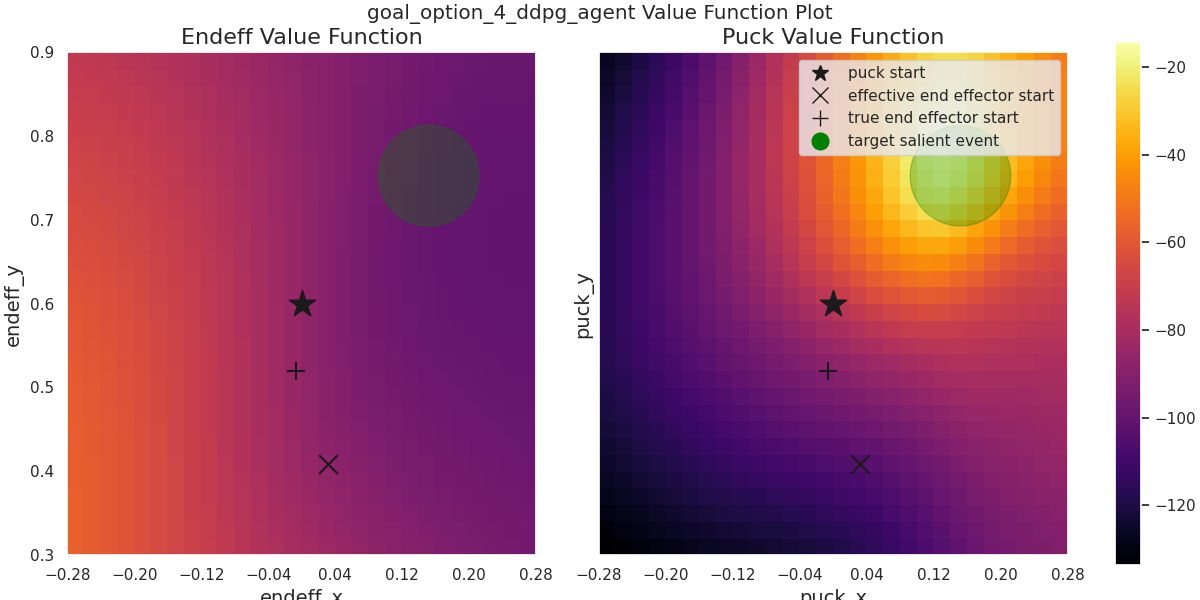 goal_option_4_ddpg_agent Value Function Plot
Endeff Value Function
Puck Value Function
puck start
effective end effector start
true end effector start
target salient event
0.9
0.8
0.7
0.6
0.5
0.4
0.3
endeff_y
−0.28 −0.20 −0.12 −0.04 0.04 0.12 0.20 0.28
endeff_x
puck_y
−0.28 −0.20 −0.12 −0.04 0.04 0.12 0.20 0.28
puck_x
−20
−40
−60
−80
−100
−120